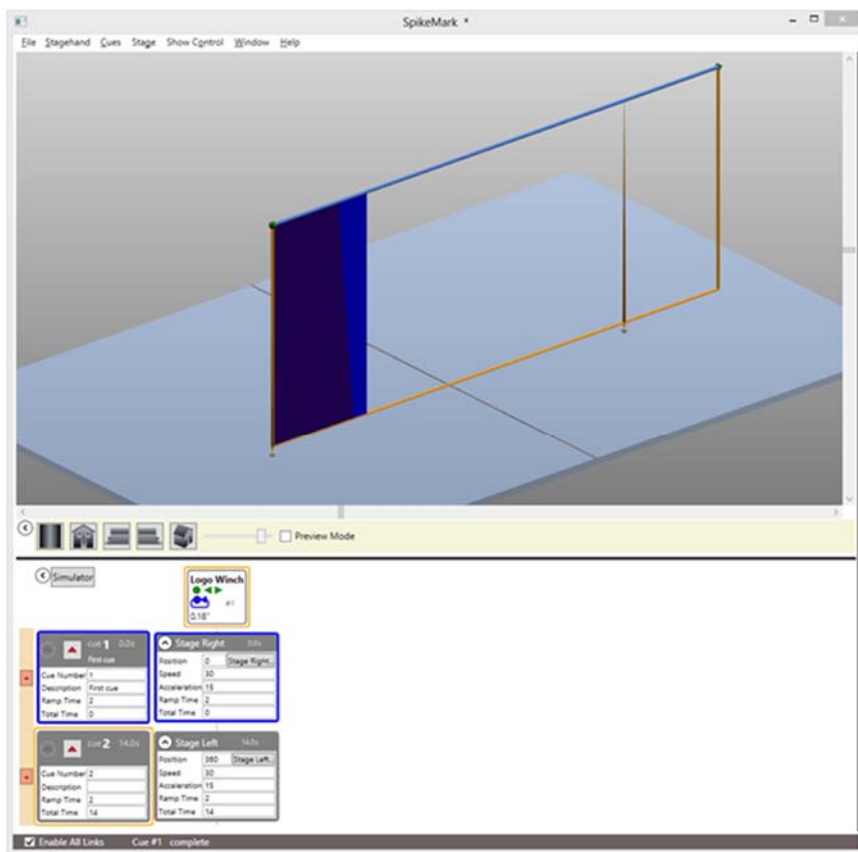 SpikeMark *
File Stagehand Cues Stage Show Control Window Help
Preview Mode
Simulator
Logo Winch
#1
0.18"
cue 1 0.0s
First cue
Cue Number 1
Description First cue
Ramp Time 2
Total Time 0
Stage Right 0.0s
Position 0 Stage Right...
Speed 30
Acceleration 15
Ramp Time 2
Total Time 0
cue 2 14.0s
Cue Number 2
Description
Ramp Time 2
Total Time 14
Stage Left 14.0s
Position 360 Stage Left...
Speed 30
Acceleration 15
Ramp Time 2
Total Time 14
Enable All Links Cue #1 complete